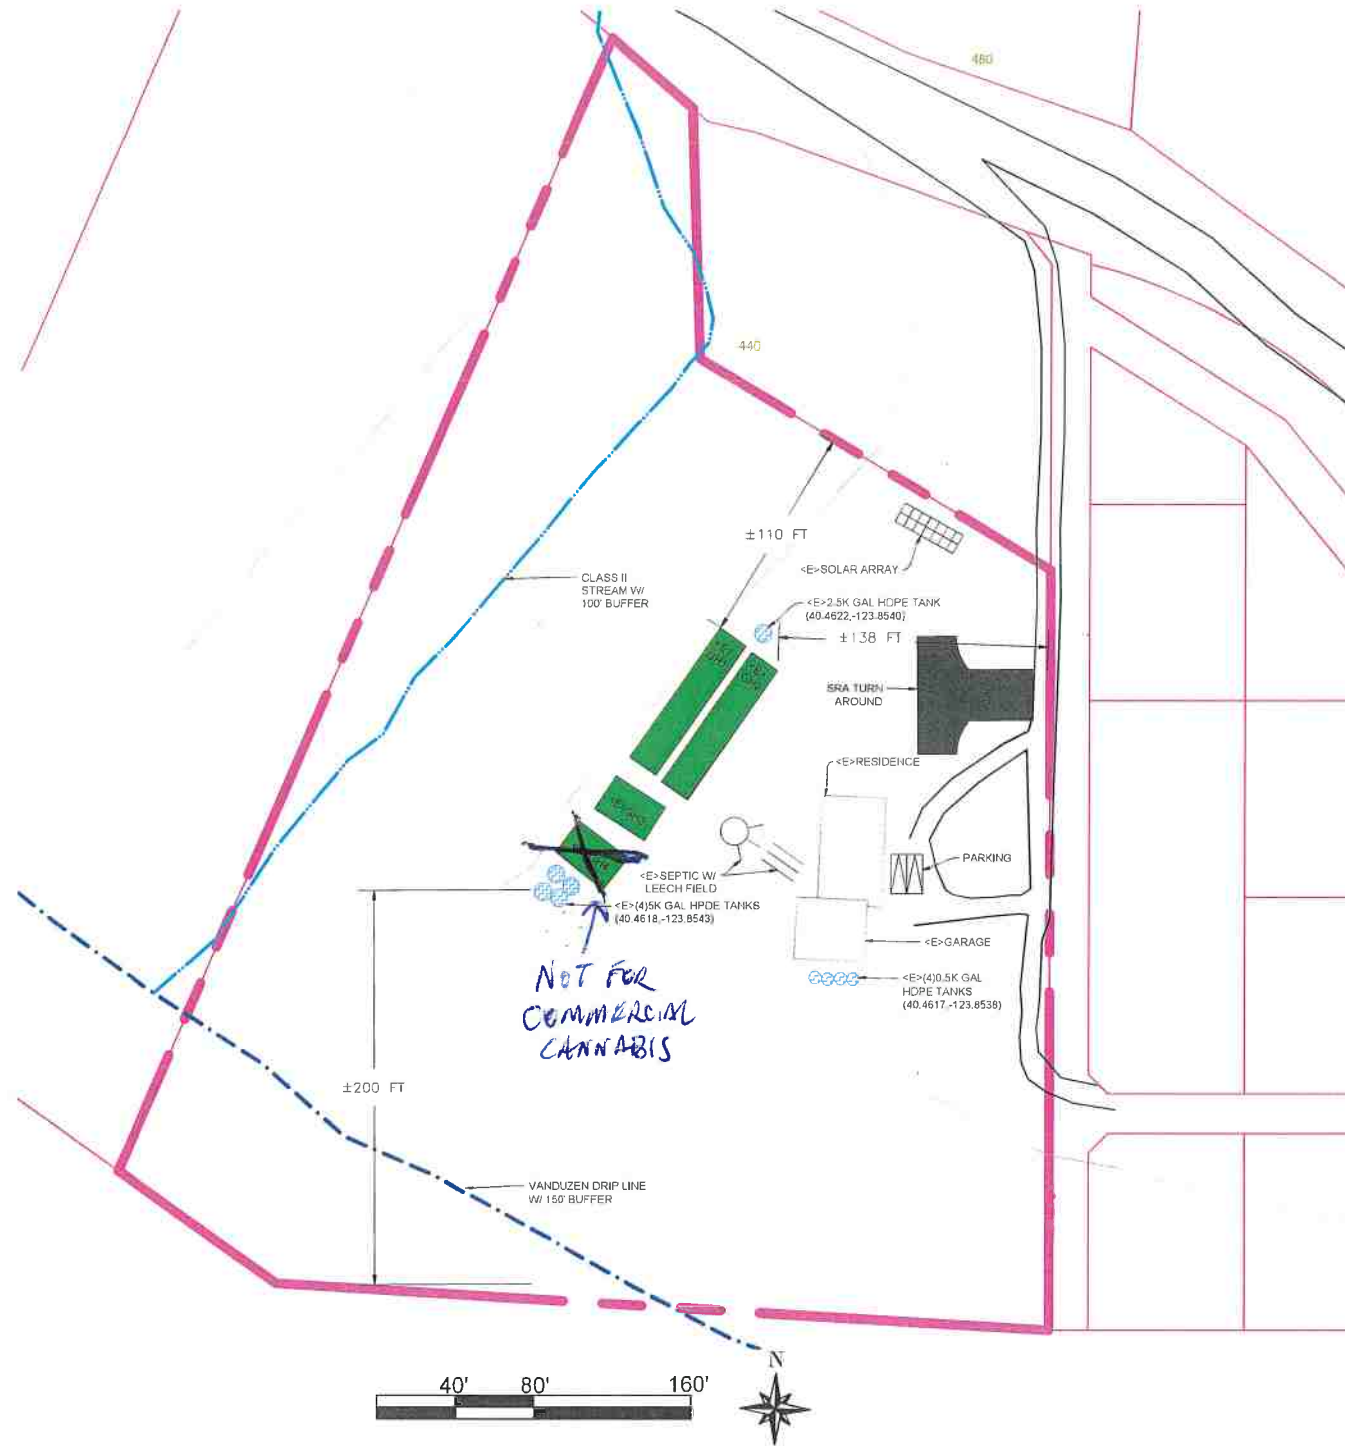 480
440
±110 FT
<E>SOLAR ARRAY
CLASS II
STREAM W/
100' BUFFER
<E>2.5K GAL HDPE TANK
(40.4622,-123.8540)
±138 FT
SRA TURN
AROUND
<E>RESIDENCE
PARKING
<E>SEPTIC W/
LEECH FIELD
<E>(4)5K GAL HPDE TANKS
(40.4618,-123.8543)
<E>GARAGE
NOT FOR
COMMERCIAL
CANNABIS
<E>(4)0.5K GAL
HDPE TANKS
(40.4617,-123.8538)
±200 FT
VANDUZEN DRIP LINE
W/ 150' BUFFER
N
40' 80' 160'